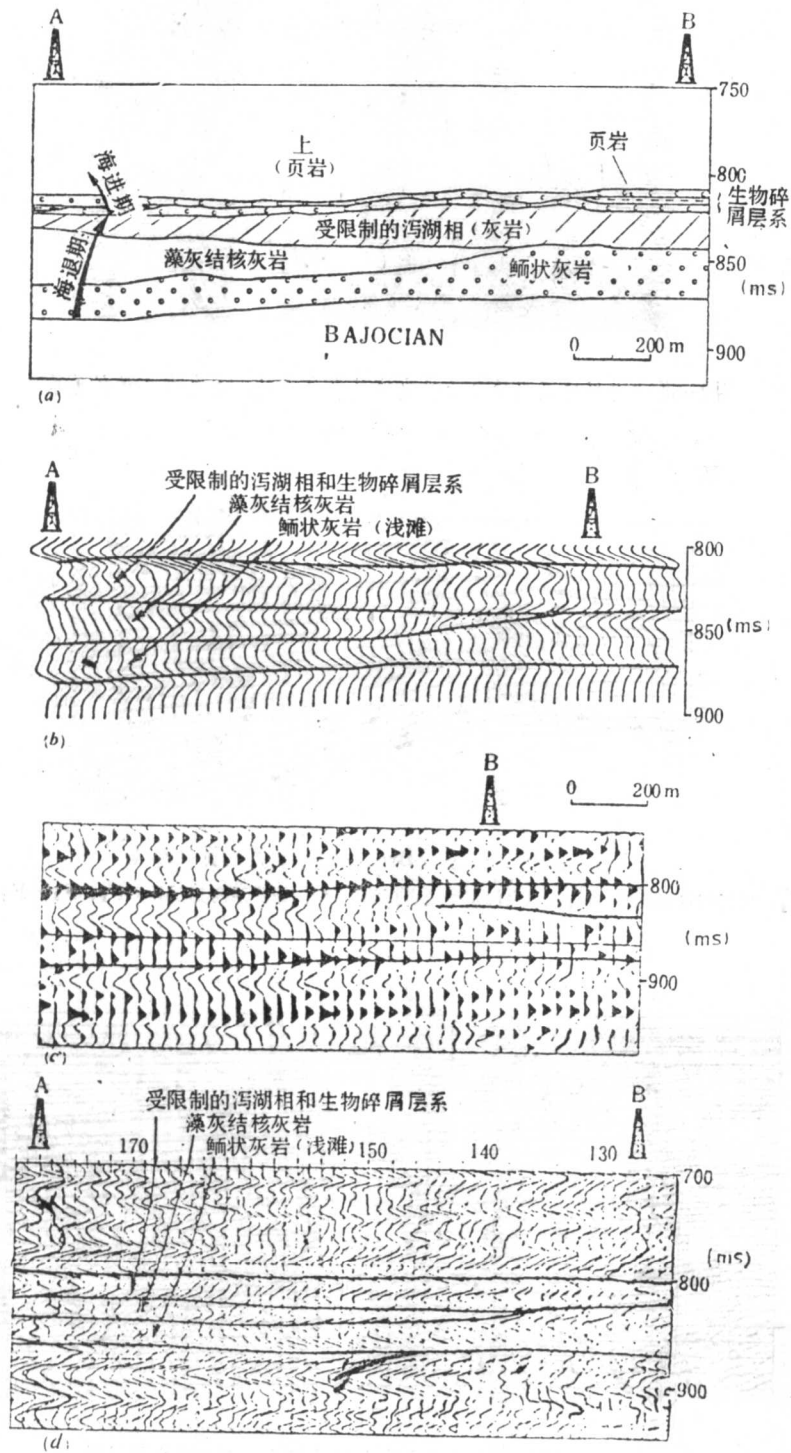 A
B
750
上
(页岩)
页岩
海进期
800
生物碎
屑层系
受限制的泻湖相(灰岩)
海退期
藻灰结核灰岩
鲕状灰岩
850
(ms)
BAJOCIAN
0 200m
900
(a)
A
受限制的泻湖相和生物碎屑层系
藻灰结核灰岩
鲕状灰岩(浅滩)
B
800
850
(ms)
900
(b)
B
0 200m
800
(ms)
900
(c)
A
受限制的泻湖相和生物碎屑层系
藻灰结核灰岩
鲕状灰岩(浅滩)
B
170
150
140
130
700
(ms)
800
900
(d)